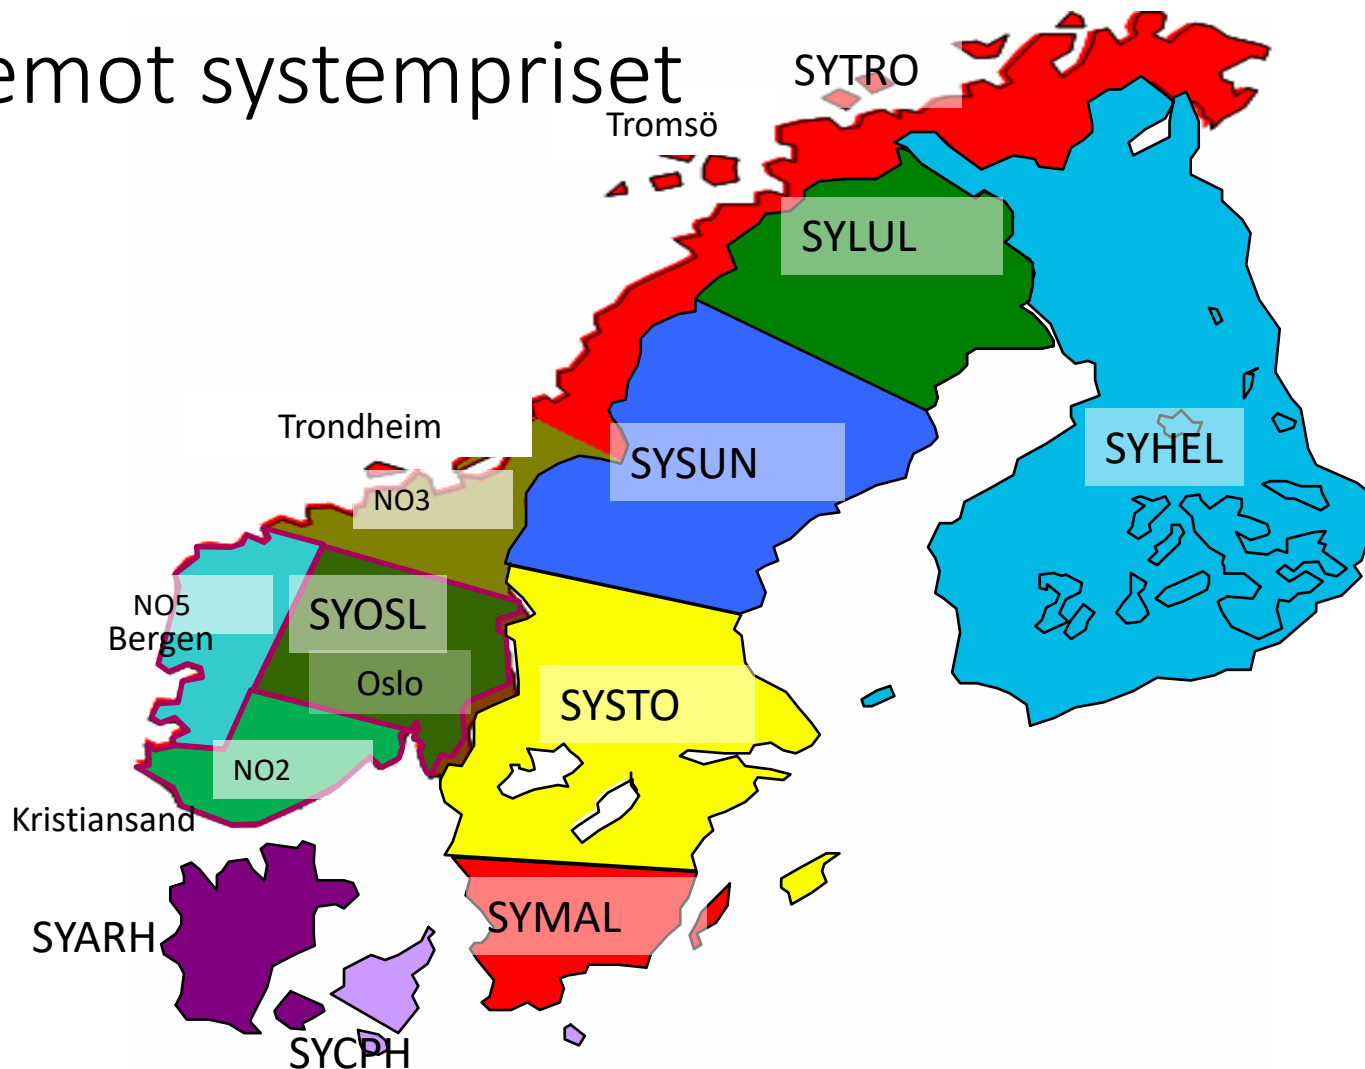 emot systempriset
SYTRO
Tromsö
SYLUL
Trondheim
SYSUN
SYHEL
NO3
NO5
Bergen
SYOSL
Oslo
SYSTO
NO2
Kristiansand
SYMAL
SYARH
SYCPH